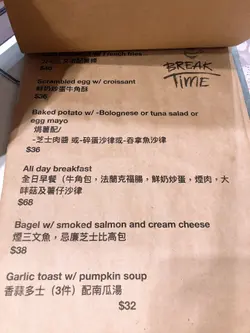 BREAK
TIME
French fries
Scrambled egg w/ croissant
鮮奶炒蛋牛角酥
$36
Baked potato w/ -Bolognese or tuna salad or
egg mayo
焗薯配/
-芝士肉醬 或-碎蛋沙律或-吞拿魚沙律
$36
All day breakfast
全日早餐（牛角包，法蘭克福腸，鮮奶炒蛋，煙肉，大
啡菇及薯仔沙律
$68
Bagel w/ smoked salmon and cream cheese
煙三文魚，忌廉芝士比高包
$38
Garlic toast w/ pumpkin soup
香蒜多士（3件）配南瓜湯
$32